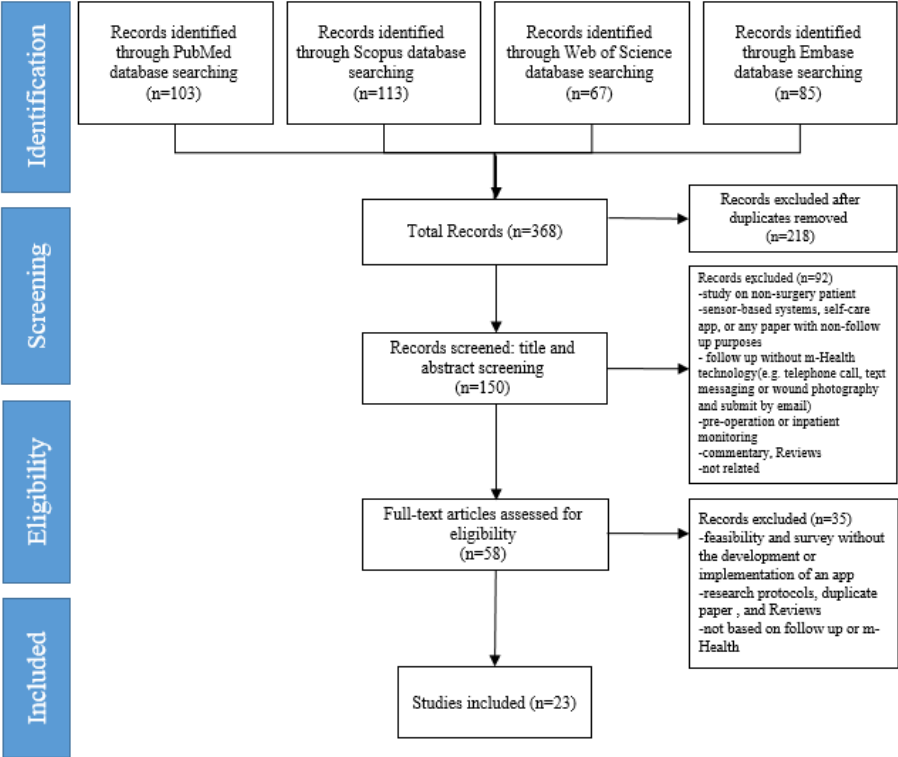 Identification
Records identified
through PubMed
database searching
(n=103)
Records identified
through Scopus database
searching
(n=113)
Records identified
through Web of Science
database searching
(n=67)
Records identified
through Embase
database searching
(n=85)
Screening
Total Records (n=368)
Records excluded after
duplicates removed
(n=218)
Records screened: title and
abstract screening
(n=150)
Records excluded (n=92)
-study on non-surgery patient
-sensor-based systems, self-care
app, or any paper with non-follow
up purposes
- follow up without m-Health
technology(e.g. telephone call, text
messaging or wound photography
and submit by email)
-pre-operation or inpatient
monitoring
-commentary, Reviews
-not related
Eligibility
Full-text articles assessed for
eligibility
(n=58)
Records excluded (n=35)
-feasibility and survey without
the development or
implementation of an app
-research protocols, duplicate
paper , and Reviews
-not based on follow up or m-
Health
Included
Studies included (n=23)